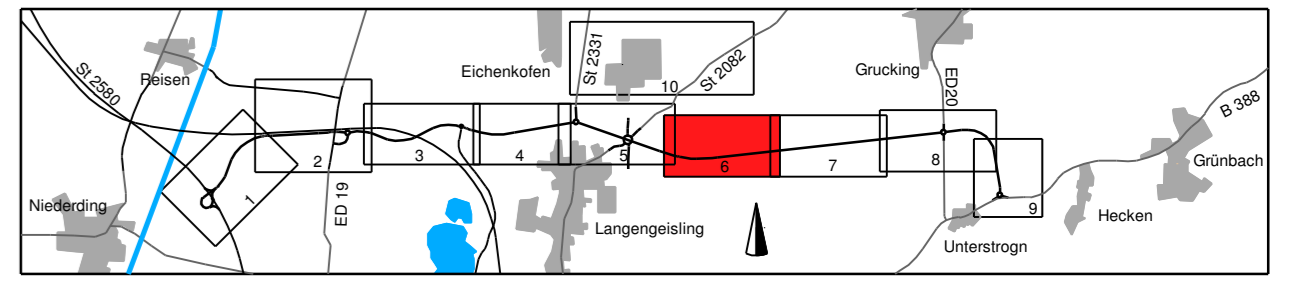 St 2580
Reisen
Niederding
1
2
ED 19
3
4
Eichenkofen
St 2331
10
St 2082
5
Langengeisling
6
7
Grucking
ED20
8
9
Unterstrogn
Hecken
B 388
Grünbach